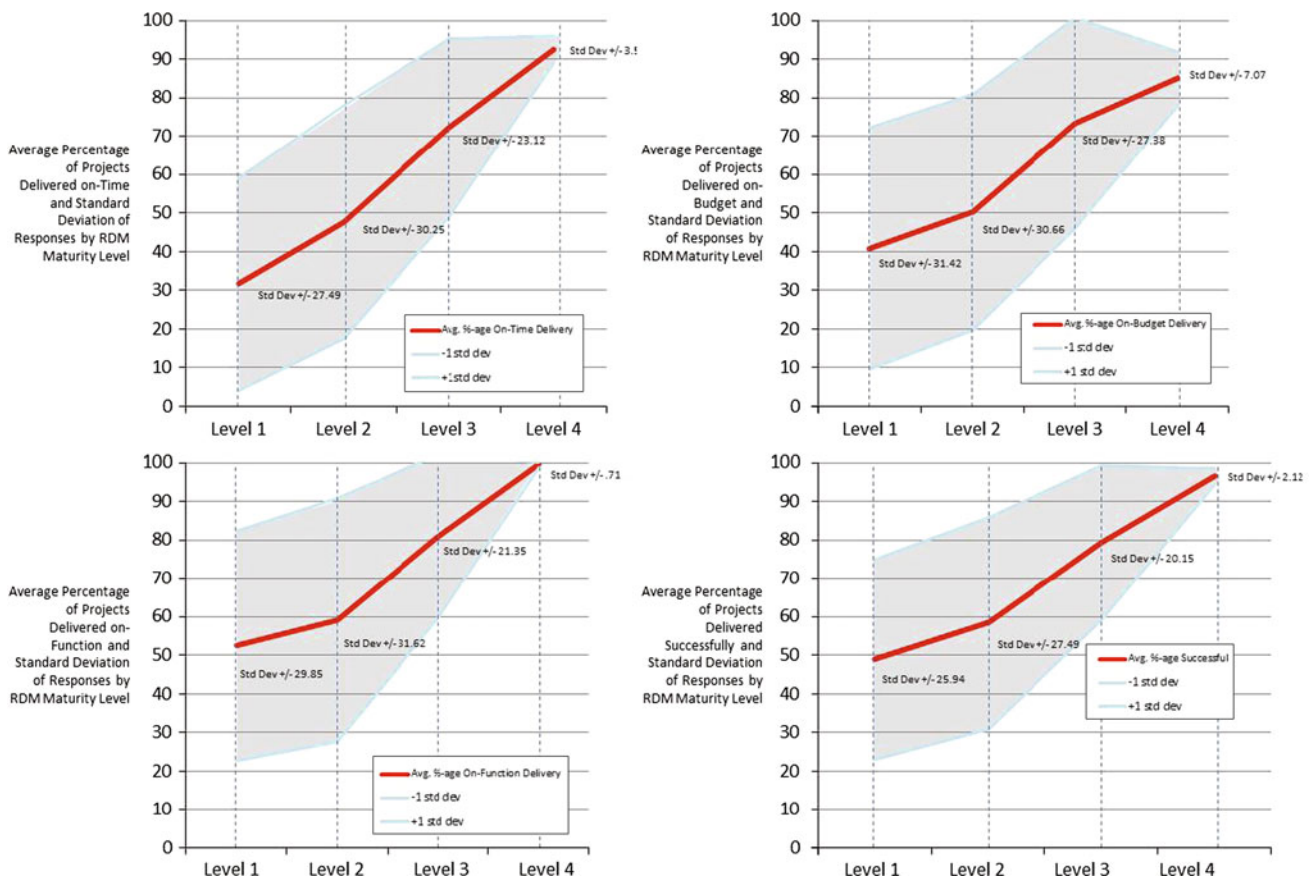 Average Percentage
of Projects
Delivered on-Time
and Standard
Deviation of
Responses by RDM
Maturity Level
100
90
80
70
60
50
40
30
20
10
0
Std Dev +/-3.5
Std Dev +/-23.12
Std Dev +/-30.25
Std Dev +/-27.49
Avg. %-age On-Time Delivery
-1 std dev
+1 std dev
Level 1 Level 2 Level 3 Level 4
Average Percentage
of Projects
Delivered on-
Budget and
Standard Deviation
of Responses by
RDM Maturity Level
100
90
80
70
60
50
40
30
20
10
0
Std Dev +/-7.07
Std Dev +/-27.38
Std Dev +/-30.66
Std Dev +/-31.42
Avg. %-age On-Budget Delivery
-1 std dev
+1 std dev
Level 1 Level 2 Level 3 Level 4
Average Percentage
of Projects
Delivered on-
Function and
Standard Deviation
of Responses by
RDM Maturity Level
100
90
80
70
60
50
40
30
20
10
0
Std Dev +/-.71
Std Dev +/-21.35
Std Dev +/-31.62
Std Dev +/-29.85
Avg. %-age On-Function Delivery
-1 std dev
+1 std dev
Level 1 Level 2 Level 3 Level 4
Average Percentage
of Projects
Delivered
Successfully and
Standard Deviation
of Responses by
RDM Maturity Level
100
90
80
70
60
50
40
30
20
10
0
Std Dev +/-2.12
Std Dev +/-20.15
Std Dev +/-27.49
Std Dev +/-25.94
Avg. %-age Successful
-1 std dev
+1 std dev
Level 1 Level 2 Level 3 Level 4